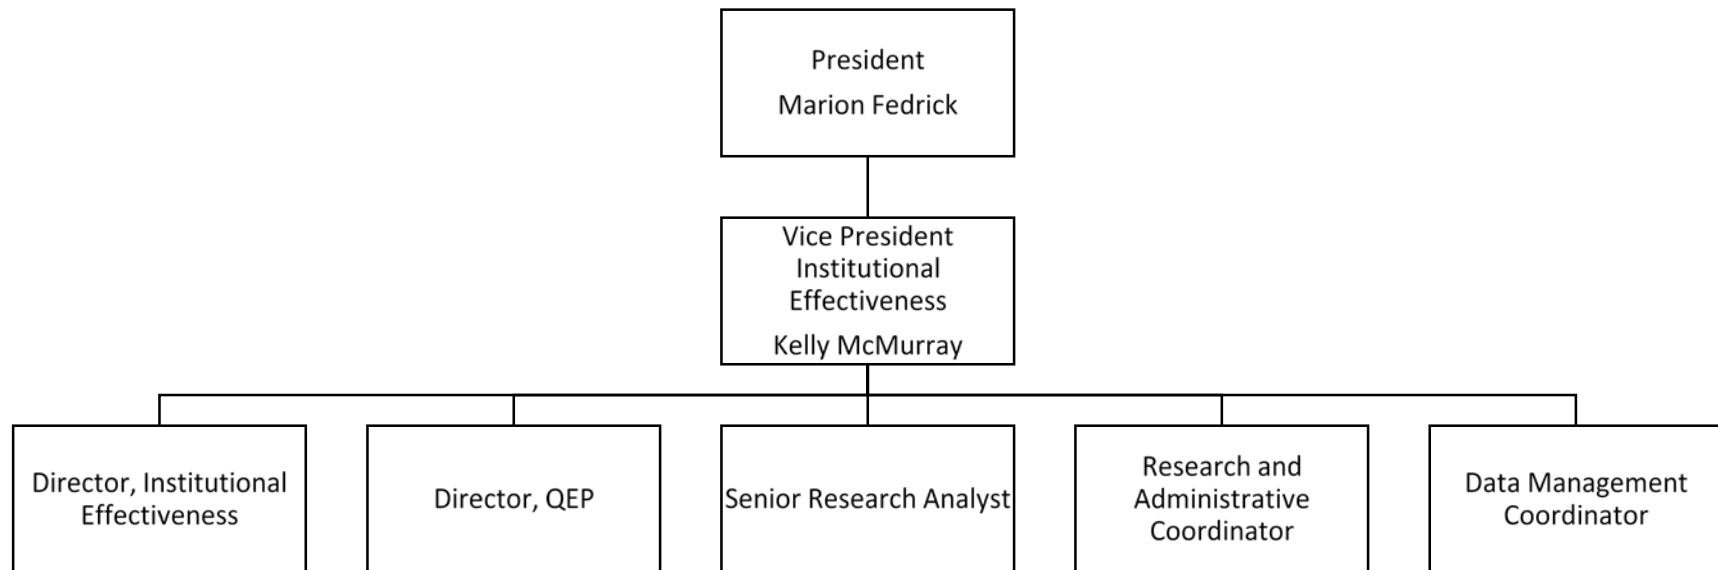 President
Marion Fedrick
Vice President
Institutional
Effectiveness
Kelly McMurray
Director, Institutional
Effectiveness
Director, QEP
Senior Research Analyst
Research and
Administrative
Coordinator
Data Management
Coordinator